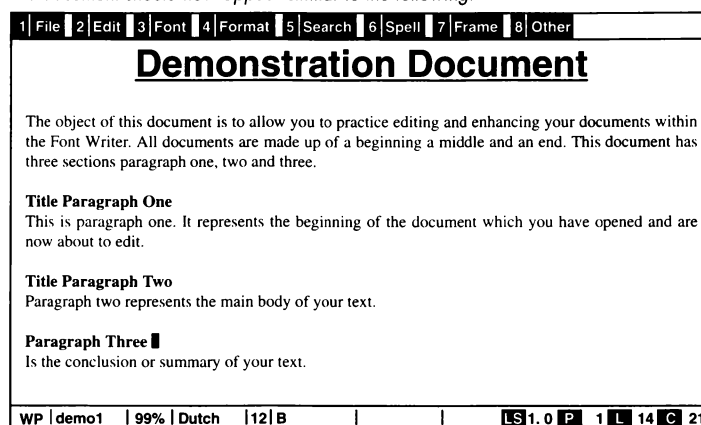 1 File 2 Edit 3 Font 4 Format 5 Search 6 Spell 7 Frame 8 Other
Demonstration Document
The object of this document is to allow you to practice editing and enhancing your documents within
the Font Writer. All documents are made up of a beginning a middle and an end. This document has
three sections paragraph one, two and three.
Title Paragraph One
This is paragraph one. It represents the beginning of the document which you have opened and are
now about to edit.
Title Paragraph Two
Paragraph two represents the main body of your text.
Paragraph Three
Is the conclusion or summary of your text.
WP demo1 99% Dutch 12 B LS 1.0 P 1 L 14 C 21